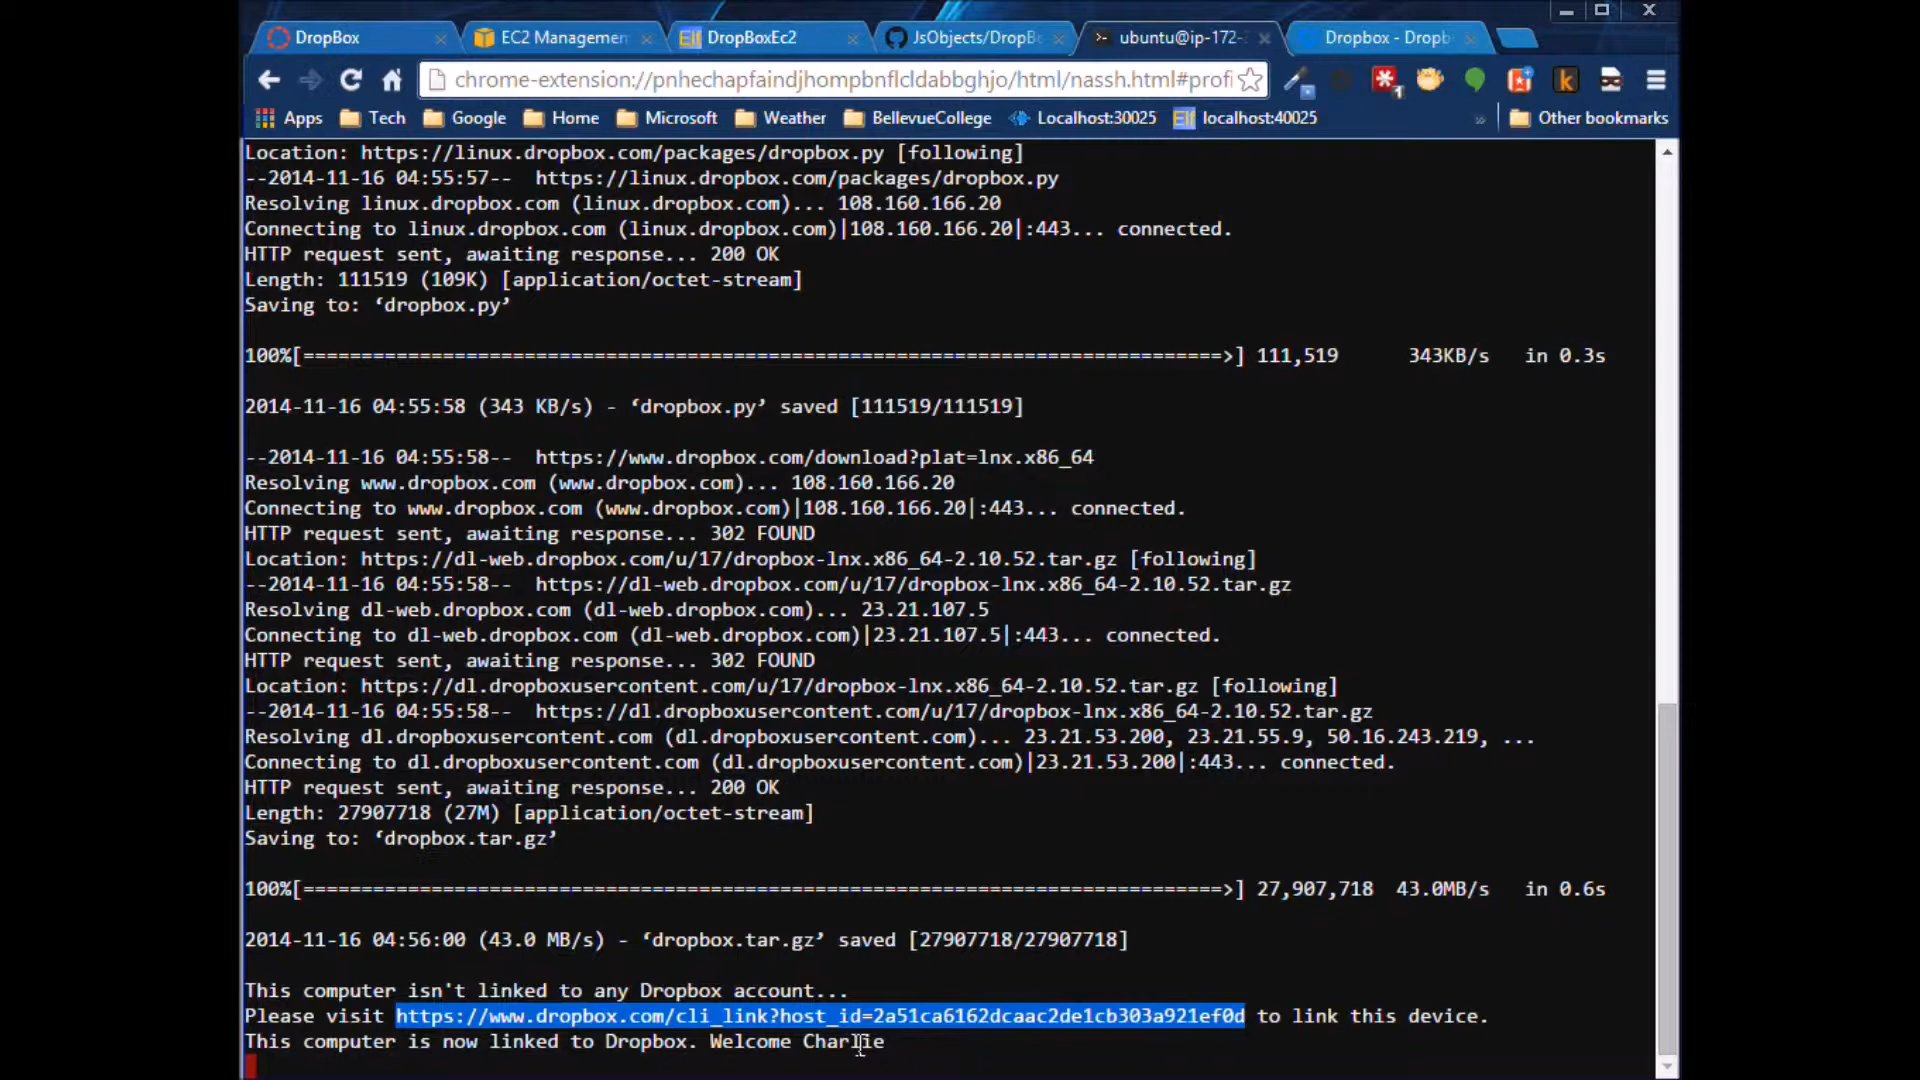 DropBox
EC2 Managemen
DropBoxEc2
JsObjects/DropB
ubuntu@ip-172-
Dropbox - Dropb
chrome-extension://pnhechapfaindjhompbnflcldabbghjo/html/nassh.html#profi
Apps Tech Google Home Microsoft Weather BellevueCollege Localhost:30025 localhost:40025 » Other bookmarks
Location: https://linux.dropbox.com/packages/dropbox.py [following]
--2014-11-16 04:55:57--  https://linux.dropbox.com/packages/dropbox.py
Resolving linux.dropbox.com (linux.dropbox.com)... 108.160.166.20
Connecting to linux.dropbox.com (linux.dropbox.com)|108.160.166.20|:443... connected.
HTTP request sent, awaiting response... 200 OK
Length: 111519 (109K) [application/octet-stream]
Saving to: ‘dropbox.py’
100%[===============================================================================>] 111,519      343KB/s   in 0.3s
2014-11-16 04:55:58 (343 KB/s) - ‘dropbox.py’ saved [111519/111519]
--2014-11-16 04:55:58--  https://www.dropbox.com/download?plat=lnx.x86_64
Resolving www.dropbox.com (www.dropbox.com)... 108.160.166.20
Connecting to www.dropbox.com (www.dropbox.com)|108.160.166.20|:443... connected.
HTTP request sent, awaiting response... 302 FOUND
Location: https://dl-web.dropbox.com/u/17/dropbox-lnx.x86_64-2.10.52.tar.gz [following]
--2014-11-16 04:55:58--  https://dl-web.dropbox.com/u/17/dropbox-lnx.x86_64-2.10.52.tar.gz
Resolving dl-web.dropbox.com (dl-web.dropbox.com)... 23.21.107.5
Connecting to dl-web.dropbox.com (dl-web.dropbox.com)|23.21.107.5|:443... connected.
HTTP request sent, awaiting response... 302 FOUND
Location: https://dl.dropboxusercontent.com/u/17/dropbox-lnx.x86_64-2.10.52.tar.gz [following]
--2014-11-16 04:55:58--  https://dl.dropboxusercontent.com/u/17/dropbox-lnx.x86_64-2.10.52.tar.gz
Resolving dl.dropboxusercontent.com (dl.dropboxusercontent.com)... 23.21.53.200, 23.21.55.9, 50.16.243.219, ...
Connecting to dl.dropboxusercontent.com (dl.dropboxusercontent.com)|23.21.53.200|:443... connected.
HTTP request sent, awaiting response... 200 OK
Length: 27907718 (27M) [application/octet-stream]
Saving to: ‘dropbox.tar.gz’
100%[===============================================================================>] 27,907,718  43.0MB/s   in 0.6s
2014-11-16 04:56:00 (43.0 MB/s) - ‘dropbox.tar.gz’ saved [27907718/27907718]
This computer isn't linked to any Dropbox account...
Please visit https://www.dropbox.com/cli_link?host_id=2a51ca6162dcaac2de1cb303a921ef0d to link this device.
This computer is now linked to Dropbox. Welcome Charlie